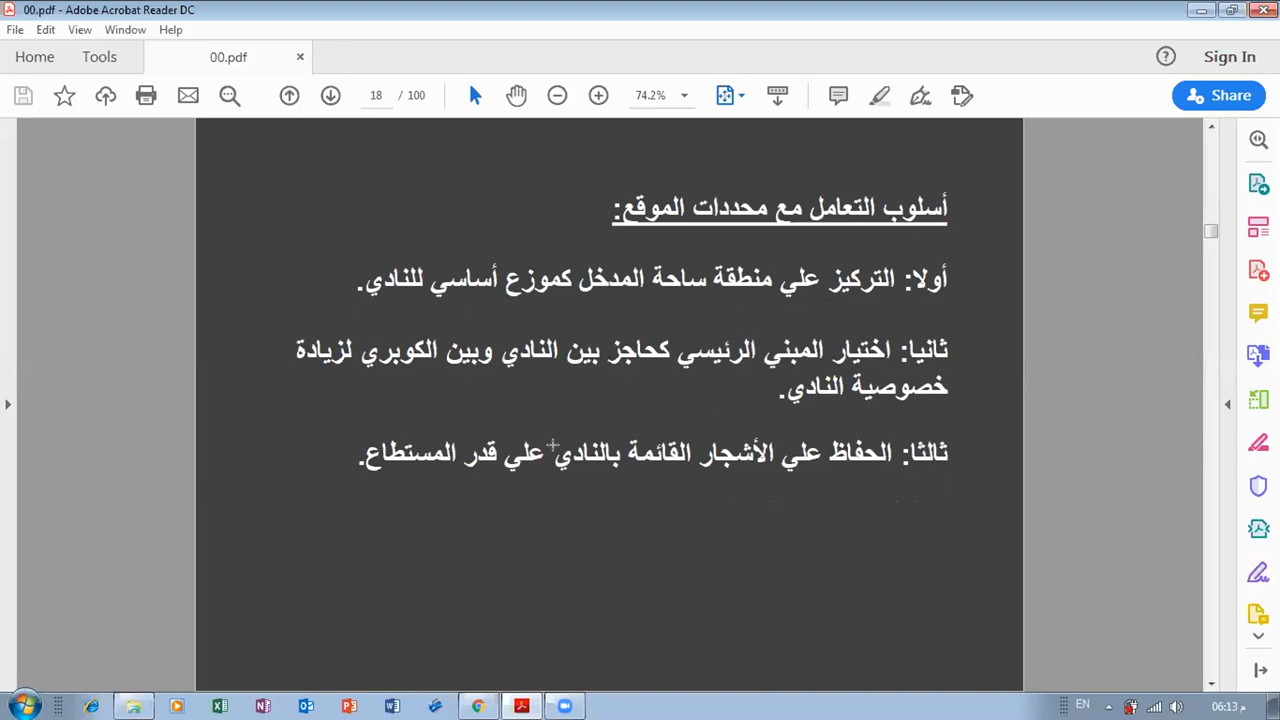 00.pdf - Adobe Acrobat Reader DC
File Edit View Window Help
Home Tools 00.pdf × Sign In
18 / 100 74.2% Share
أسلوب التعامل مع محددات الموقع:
أولا: التركيز علي منطقة ساحة المدخل كموزع أساسي للنادي.
ثانيا: اختيار المبني الرئيسي كحاجز بين النادي وبين الكوبري لزيادة
خصوصية النادي.
ثالثا: الحفاظ علي الأشجار القائمة بالنادي علي قدر المستطاع.
EN 06:13 م